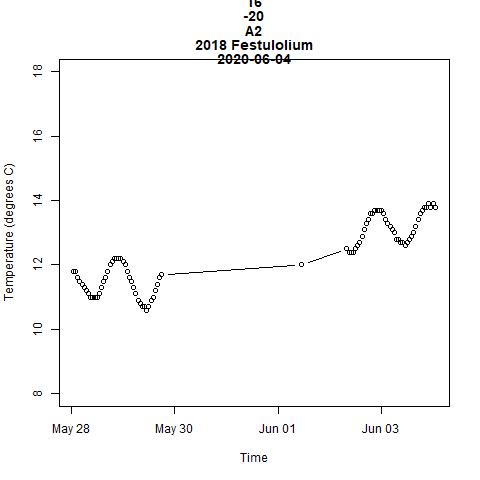 16
-20
A2
2018 Festulolium
2020-06-04
18
16
14
12
10
8
Temperature (degrees C)
May 28
May 30
Jun 01
Jun 03
Time